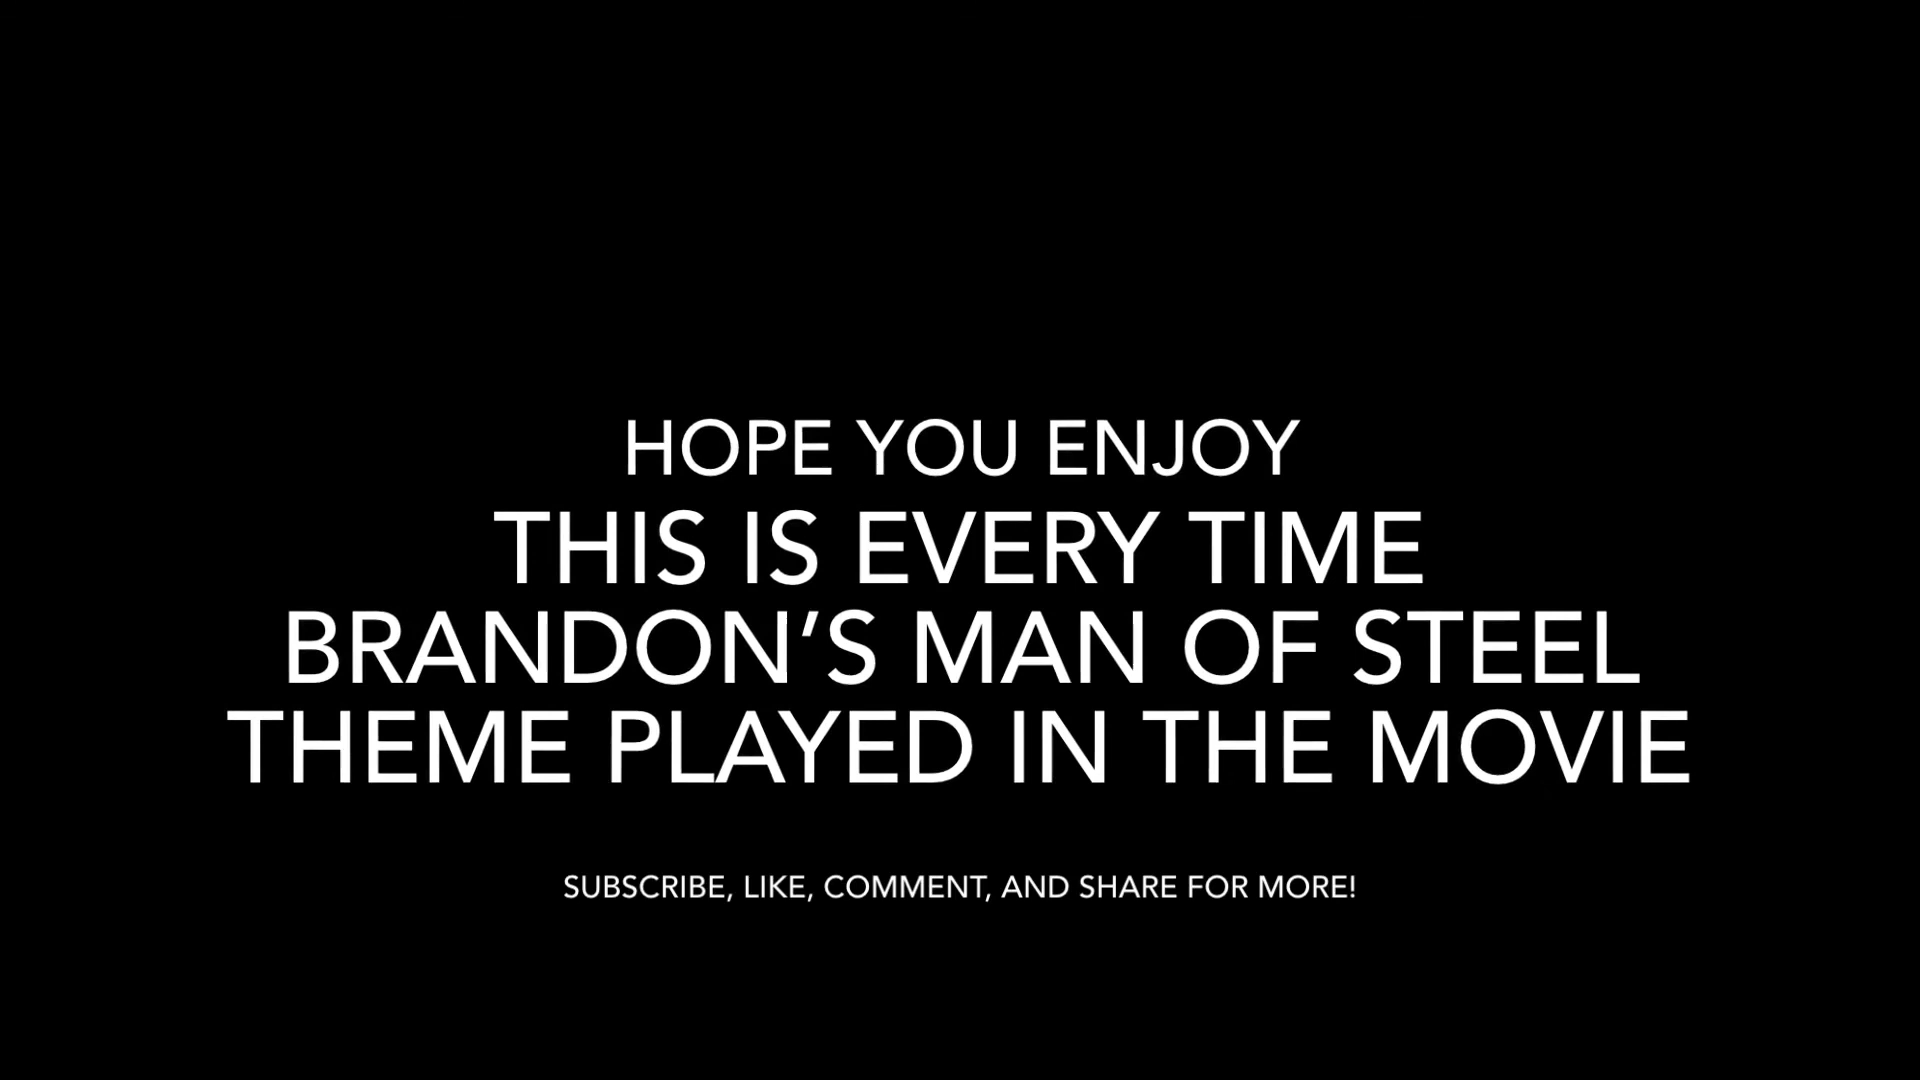 HOPE YOU ENJOY
THIS IS EVERY TIME
BRANDON’S MAN OF STEEL
THEME PLAYED IN THE MOVIE
SUBSCRIBE, LIKE, COMMENT, AND SHARE FOR MORE!